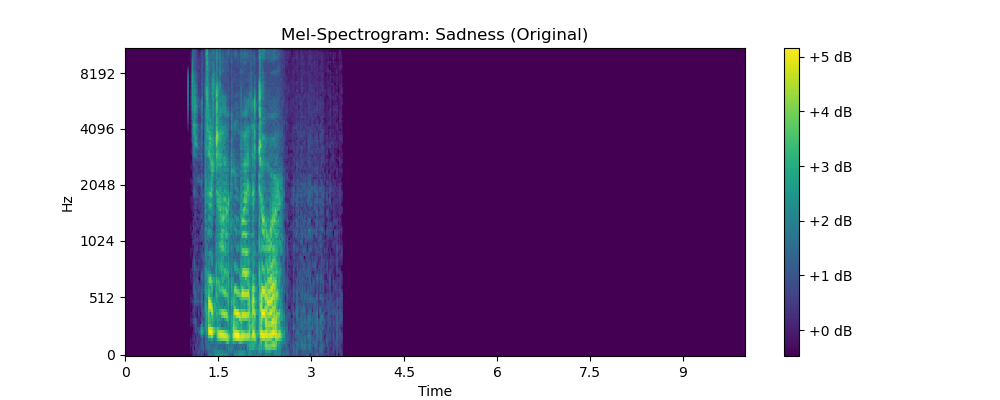 Mel-Spectrogram: Sadness (Original)
8192
4096
2048
1024
512
0
Hz
0 1.5 3 4.5 6 7.5 9
Time
+5 dB
+4 dB
+3 dB
+2 dB
+1 dB
+0 dB